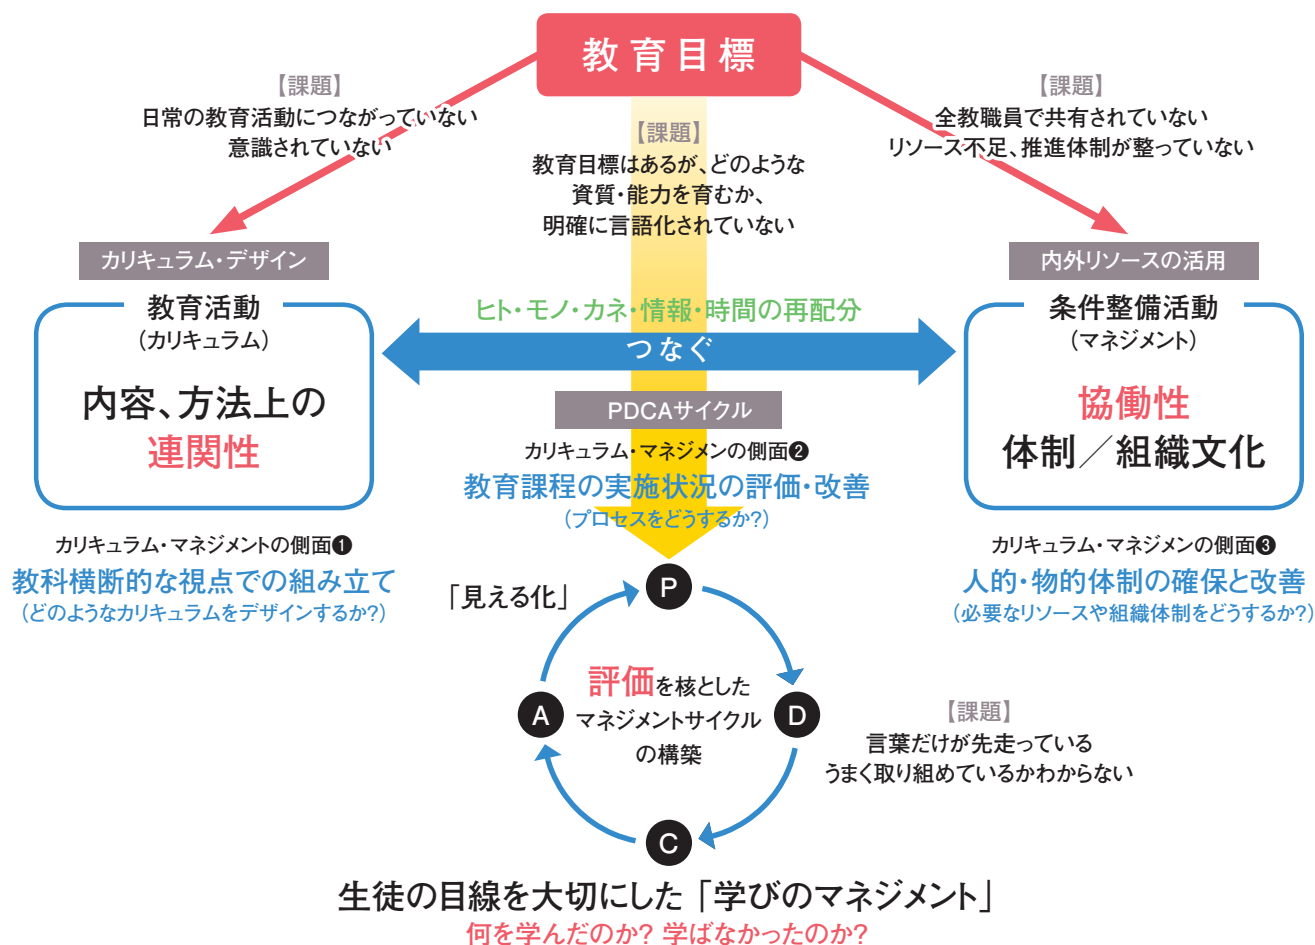 教育目標
【課題】
日常の教育活動につながっていない
意識されていない
【課題】
教育目標はあるが、どのような
資質・能力を育むか、
明確に言語化されていない
【課題】
全教職員で共有されていない
リソース不足、推進体制が整っていない
カリキュラム・デザイン
教育活動
（カリキュラム）
内容、方法上の
連関性
カリキュラム・マネジメントの側面❶
教科横断的な視点での組み立て
（どのようなカリキュラムをデザインするか?）
ヒト・モノ・カネ・情報・時間の再配分
つなぐ
PDCAサイクル
カリキュラム・マネジメンの側面❷
教育課程の実施状況の評価・改善
（プロセスをどうするか?）
内外リソースの活用
条件整備活動
（マネジメント）
協働性
体制／組織文化
カリキュラム・マネジメンの側面❸
人的・物的体制の確保と改善
（必要なリソースや組織体制をどうするか?）
「見える化」
P
D
C
A
評価を核とした
マネジメントサイクル
の構築
【課題】
言葉だけが先走っている
うまく取り組めているかわからない
生徒の目線を大切にした「学びのマネジメント」
何を学んだのか? 学ばなかったのか?